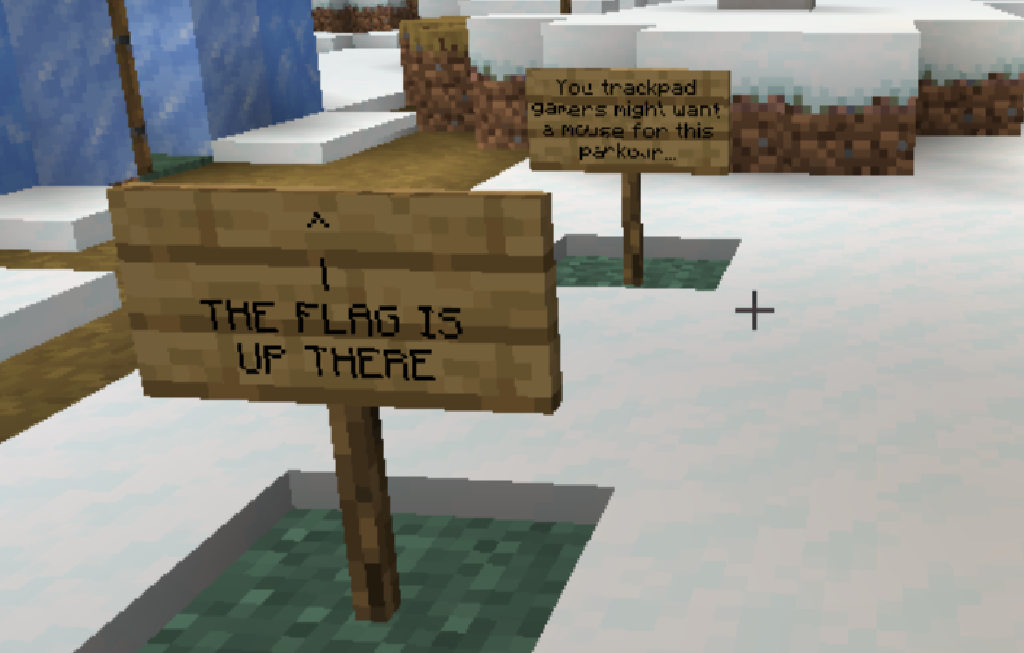 ^
|
THE FLAG IS
UP THERE
You trackpad
gamers might want
a mouse for this
parkour...